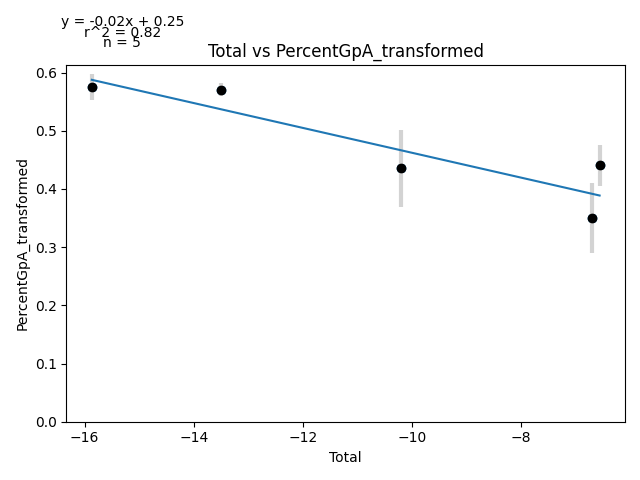 y = -0.02x + 0.25
r^2 = 0.82
n = 5
Total vs PercentGpA_transformed
PercentGpA_transformed
0.6
0.5
0.4
0.3
0.2
0.1
0.0
−16 −14 −12 −10 −8
Total